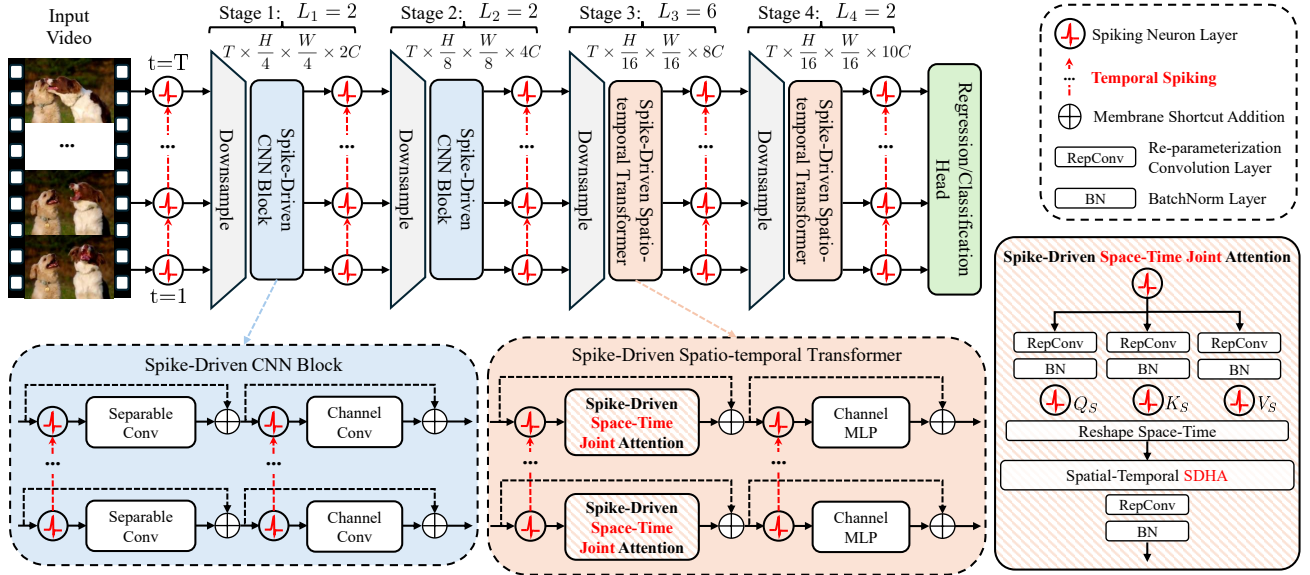 Input
Video
t=T
...
t=1
Stage 1: L₁ = 2
T × H/4 × W/4 × 2C
Downsample
Spike-Driven
CNN Block
...
Stage 2: L₂ = 2
T × H/8 × W/8 × 4C
Downsample
Spike-Driven
CNN Block
...
Stage 3: L₃ = 6
T × H/16 × W/16 × 8C
Downsample
Spike-Driven Spatio-
temporal Transformer
...
Stage 4: L₄ = 2
T × H/16 × W/16 × 10C
Downsample
Spike-Driven Spatio-
temporal Transformer
...
Regression/Classification
Head
Spiking Neuron Layer
...
Temporal Spiking
Membrane Shortcut Addition
RepConv
Re-parameterization
Convolution Layer
BN
BatchNorm Layer
Spike-Driven CNN Block
Separable
Conv
Channel
Conv
...
...
Separable
Conv
Channel
Conv
Spike-Driven Spatio-temporal Transformer
Spike-Driven
Space-Time
Joint Attention
Channel
MLP
...
...
Spike-Driven
Space-Time
Joint Attention
Channel
MLP
Spike-Driven Space-Time Joint Attention
RepConv
RepConv
RepConv
BN
BN
BN
Q_S
K_S
V_S
Reshape Space-Time
Spatial-Temporal SDHA
RepConv
BN